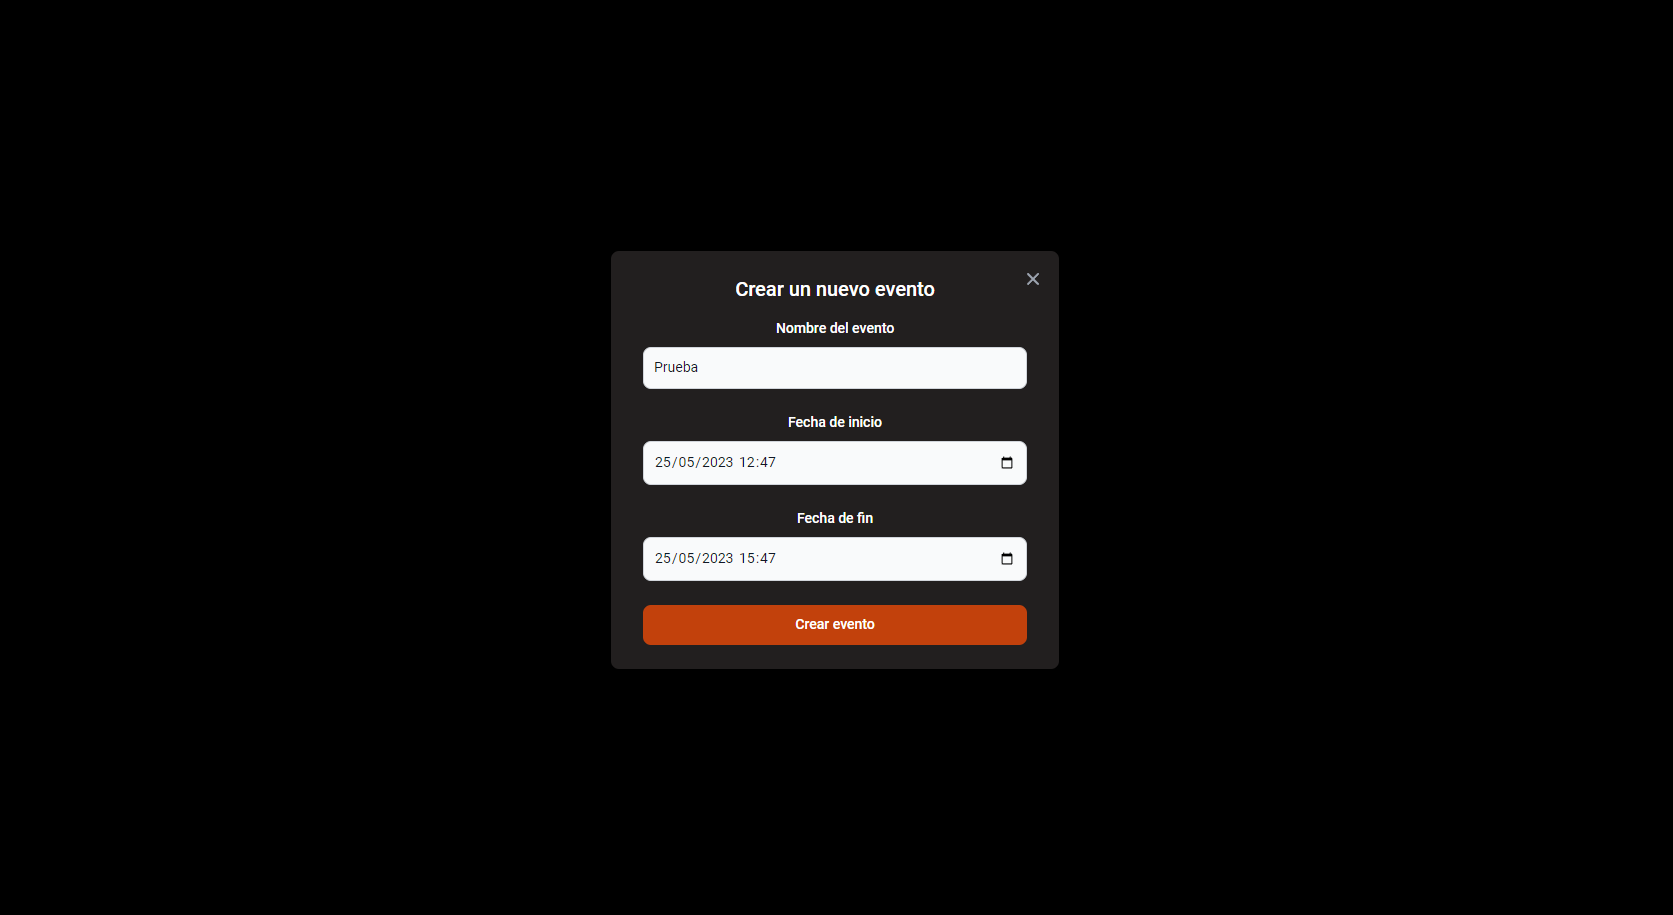 Crear un nuevo evento
Nombre del evento
Prueba
Fecha de inicio
25/05/2023 12:47
Fecha de fin
25/05/2023 15:47
Crear evento